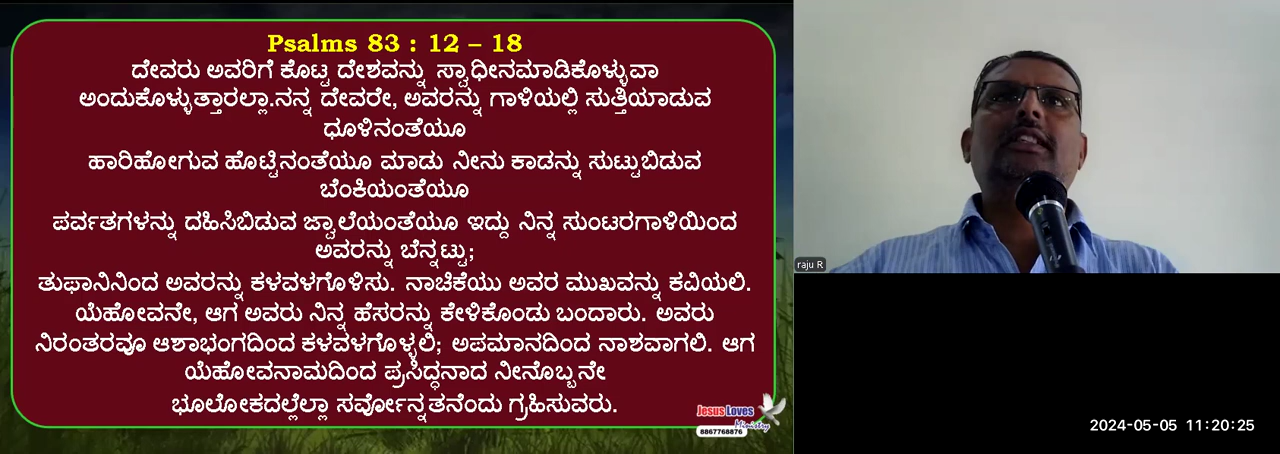 Psalms 83 : 12 – 18
ದೇವರು ಅವರಿಗೆ ಕೊಟ್ಟ ದೇಶವನ್ನು ಸ್ವಾಧೀನಮಾಡಿಕೊಳ್ಳುವಾ
ಅಂದುಕೊಳ್ಳುತ್ತಾರಲ್ಲಾ.ನನ್ನ ದೇವರೇ, ಅವರನ್ನು ಗಾಳಿಯಲ್ಲಿ ಸುತ್ತಿಯಾಡುವ
ಧೂಳಿನಂತೆಯೂ
ಹಾರಿಹೋಗುವ ಹೊಟ್ಟಿನಂತೆಯೂ ಮಾಡು ನೀನು ಕಾಡನ್ನು ಸುಟ್ಟುಬಿಡುವ
ಬೆಂಕಿಯಂತೆಯೂ
ಪರ್ವತಗಳನ್ನು ದಹಿಸಿಬಿಡುವ ಜ್ವಾಲೆಯಂತೆಯೂ ಇದ್ದು ನಿನ್ನ ಸುಂಟರಗಾಳಿಯಿಂದ
ಅವರನ್ನು ಬೆನ್ನಟ್ಟು;
ತುಫಾನಿನಿಂದ ಅವರನ್ನು ಕಳವಳಗೊಳಿಸು. ನಾಚಿಕೆಯು ಅವರ ಮುಖವನ್ನು ಕವಿಯಲಿ.
ಯೆಹೋವನೇ, ಆಗ ಅವರು ನಿನ್ನ ಹೆಸರನ್ನು ಕೇಳಿಕೊಂಡು ಬಂದಾರು. ಅವರು
ನಿರಂತರವೂ ಆಶಾಭಂಗದಿಂದ ಕಳವಳಗೊಳ್ಳಲಿ; ಅಪಮಾನದಿಂದ ನಾಶವಾಗಲಿ. ಆಗ
ಯೆಹೋವನಾಮದಿಂದ ಪ್ರಸಿದ್ಧನಾದ ನೀನೊಬ್ಬನೇ
ಭೂಲೋಕದಲ್ಲೆಲ್ಲಾ ಸರ್ವೋನ್ನತನೆಂದು ಗ್ರಹಿಸುವರು.
Jesus Loves
Ministry
8867768876
raju R
2024-05-05 11:20:25